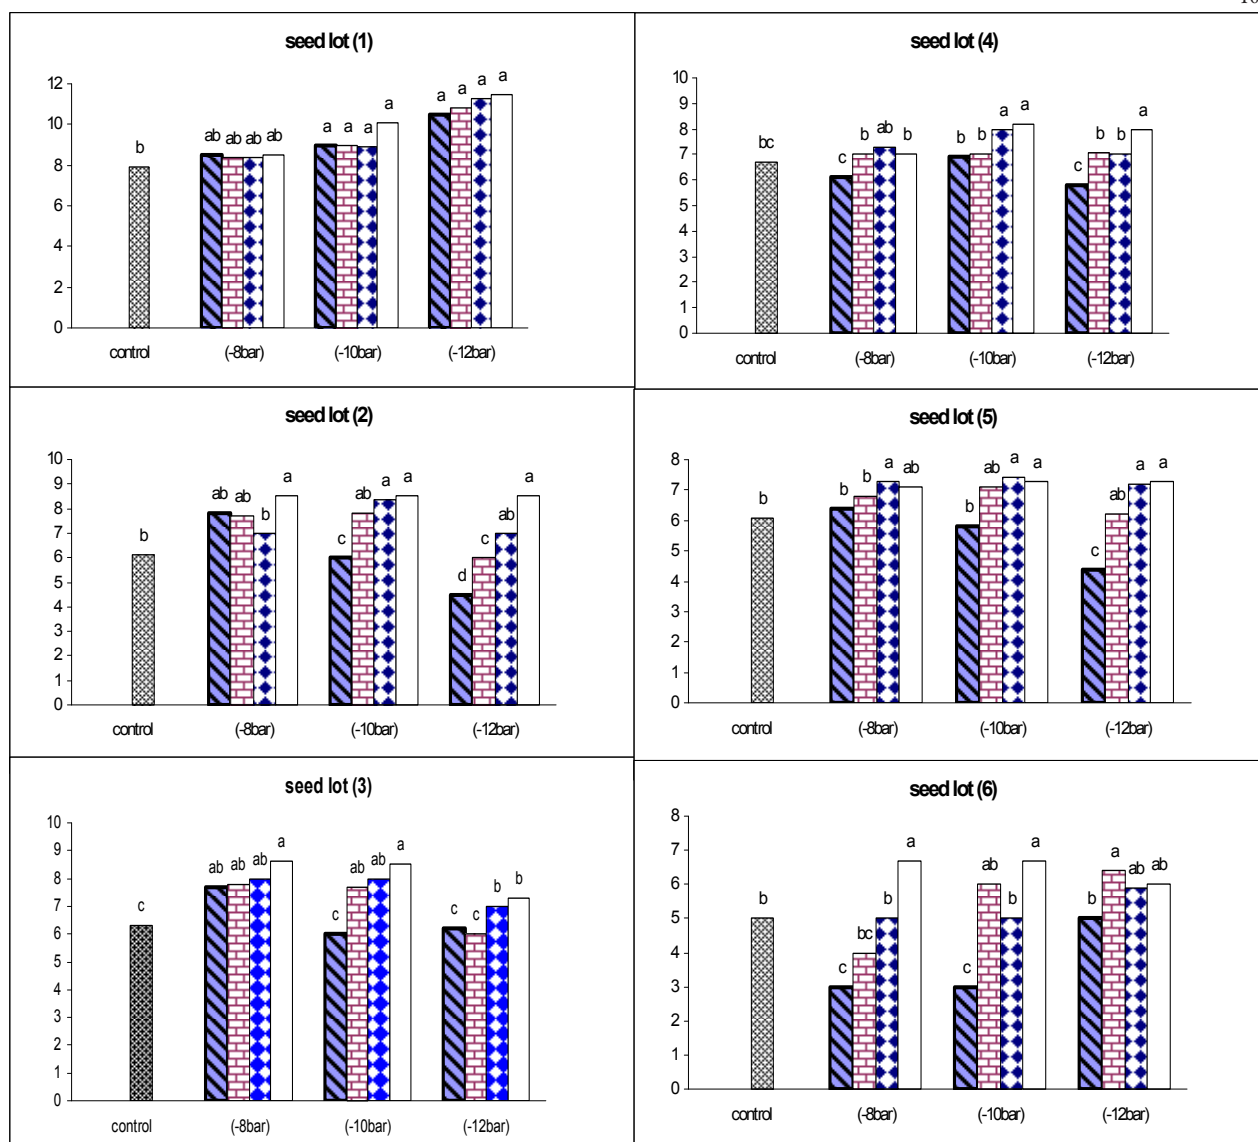 seed lot (1)
12
10
8
6
4
2
0
b
ab
ab
ab
ab
a
a
a
a
a
a
a
a
control
(-8bar)
(-10bar)
(-12bar)
seed lot (4)
10
9
8
7
6
5
4
3
2
1
0
bc
c
b
ab
b
b
b
a
a
c
b
b
a
control
(-8bar)
(-10bar)
(-12bar)
seed lot (2)
10
9
8
7
6
5
4
3
2
1
0
b
ab
ab
b
a
c
ab
a
a
d
c
ab
a
control
(-8bar)
(-10bar)
(-12bar)
seed lot (5)
8
7
6
5
4
3
2
1
0
b
b
b
a
ab
b
ab
a
a
c
ab
a
a
control
(-8bar)
(-10bar)
(-12bar)
seed lot (3)
10
9
8
7
6
5
4
3
2
1
0
c
ab
ab
ab
a
c
ab
ab
a
c
c
b
b
control
(-8bar)
(-10bar)
(-12bar)
seed lot (6)
8
7
6
5
4
3
2
1
0
b
c
bc
b
a
c
ab
b
a
b
a
ab
ab
control
(-8bar)
(-10bar)
(-12bar)